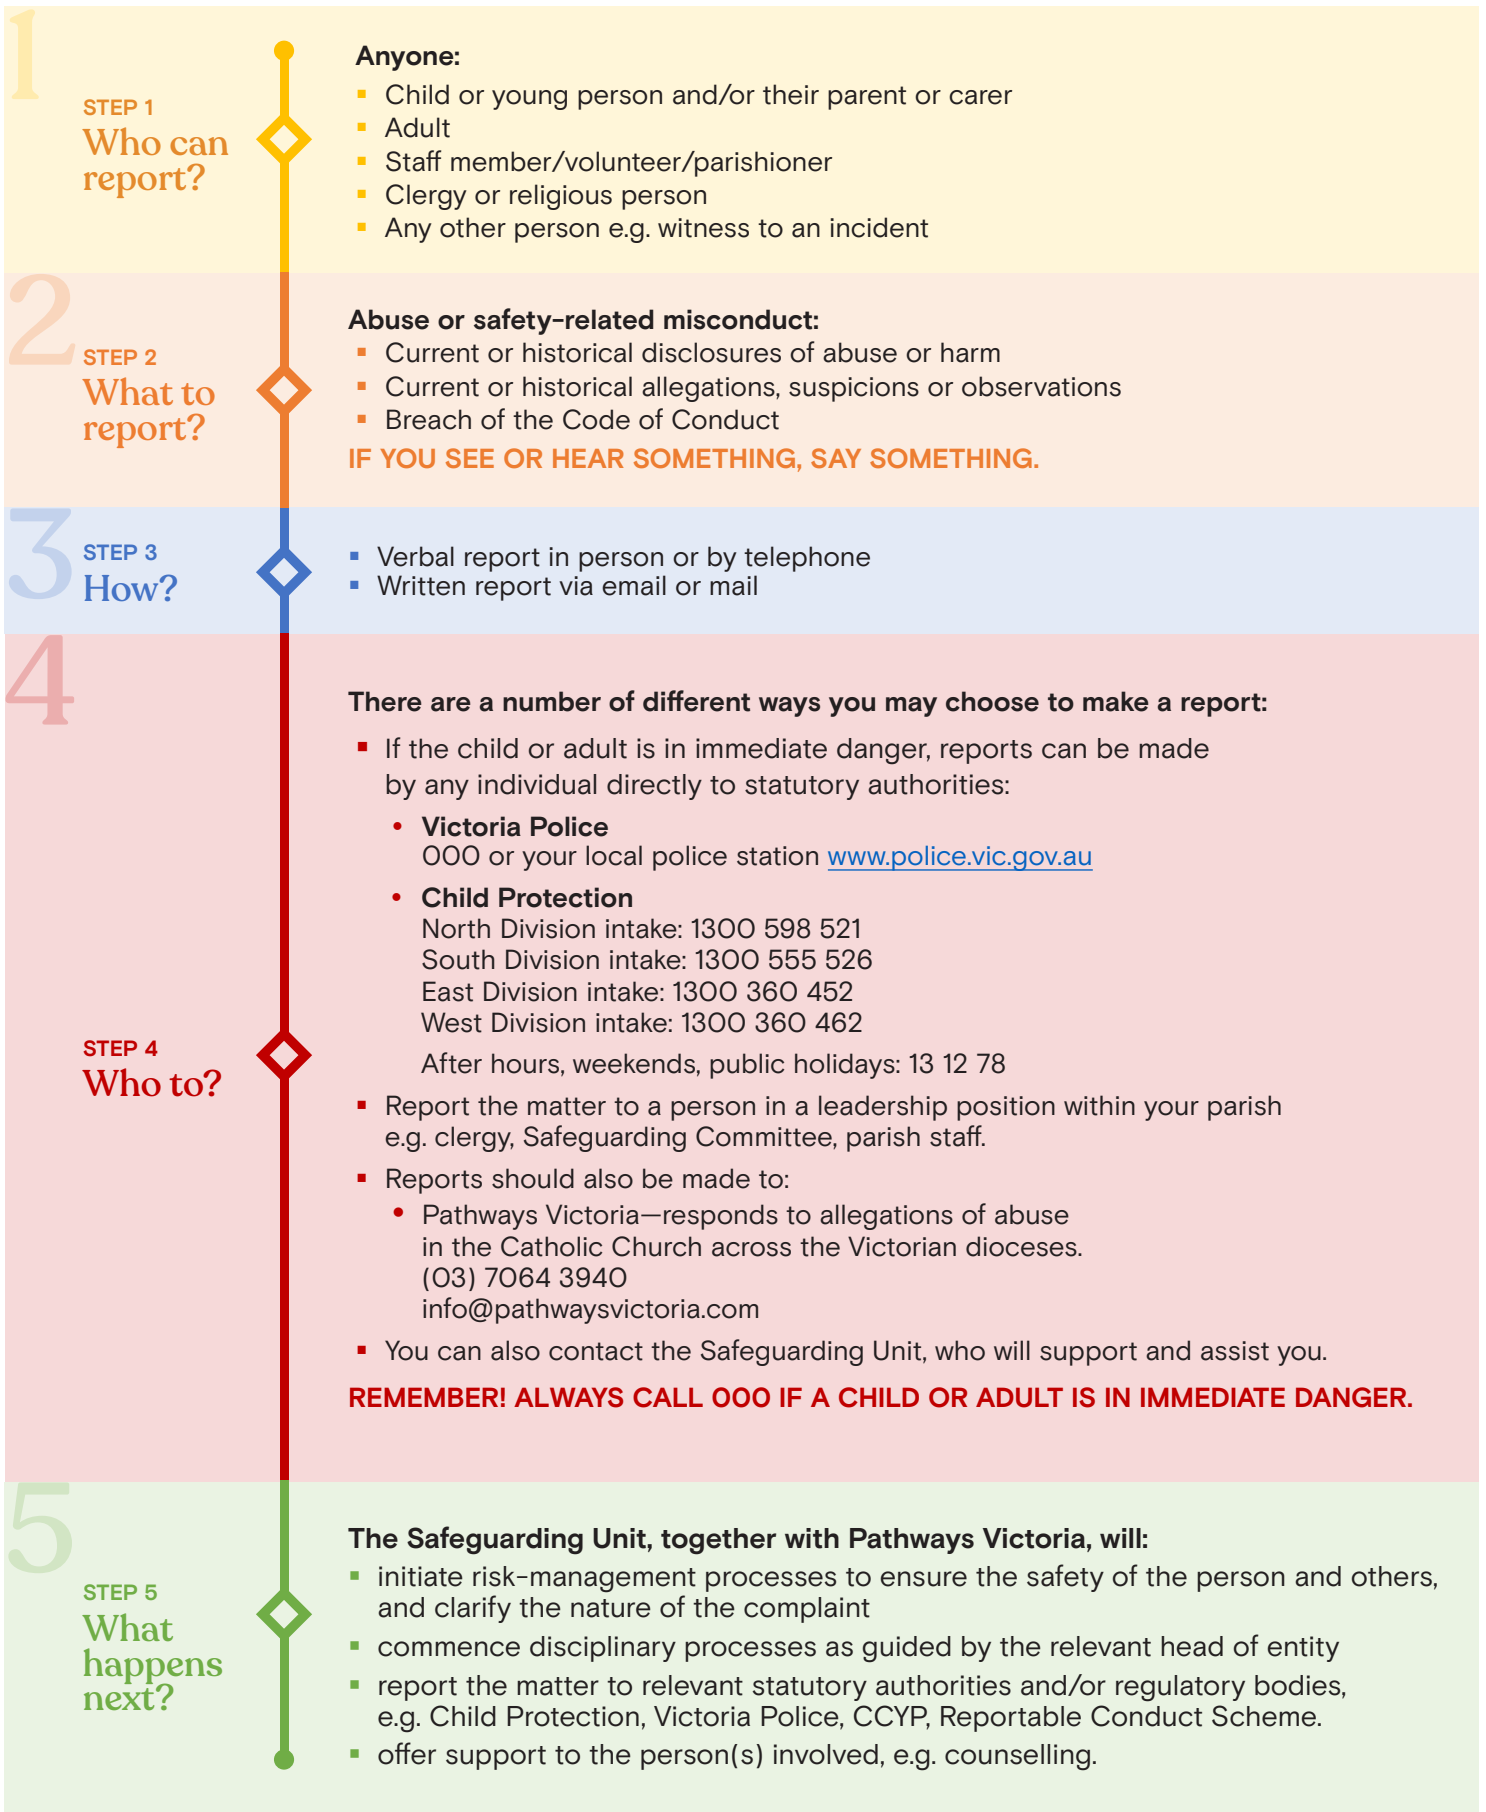 1
STEP 1
Who can
report?
Anyone:
▪ Child or young person and/or their parent or carer
▪ Adult
▪ Staff member/volunteer/parishioner
▪ Clergy or religious person
▪ Any other person e.g. witness to an incident
2
STEP 2
What to
report?
Abuse or safety-related misconduct:
▪ Current or historical disclosures of abuse or harm
▪ Current or historical allegations, suspicions or observations
▪ Breach of the Code of Conduct
IF YOU SEE OR HEAR SOMETHING, SAY SOMETHING.
3
STEP 3
How?
▪ Verbal report in person or by telephone
▪ Written report via email or mail
4
STEP 4
Who to?
There are a number of different ways you may choose to make a report:
▪ If the child or adult is in immediate danger, reports can be made
by any individual directly to statutory authorities:
• Victoria Police
000 or your local police station www.police.vic.gov.au
• Child Protection
North Division intake: 1300 598 521
South Division intake: 1300 555 526
East Division intake: 1300 360 452
West Division intake: 1300 360 462
After hours, weekends, public holidays: 13 12 78
▪ Report the matter to a person in a leadership position within your parish
e.g. clergy, Safeguarding Committee, parish staff.
▪ Reports should also be made to:
• Pathways Victoria—responds to allegations of abuse
in the Catholic Church across the Victorian dioceses.
(03) 7064 3940
info@pathwaysvictoria.com
▪ You can also contact the Safeguarding Unit, who will support and assist you.
REMEMBER! ALWAYS CALL 000 IF A CHILD OR ADULT IS IN IMMEDIATE DANGER.
5
STEP 5
What
happens
next?
The Safeguarding Unit, together with Pathways Victoria, will:
▪ initiate risk-management processes to ensure the safety of the person and others,
and clarify the nature of the complaint
▪ commence disciplinary processes as guided by the relevant head of entity
▪ report the matter to relevant statutory authorities and/or regulatory bodies,
e.g. Child Protection, Victoria Police, CCYP, Reportable Conduct Scheme.
▪ offer support to the person(s) involved, e.g. counselling.